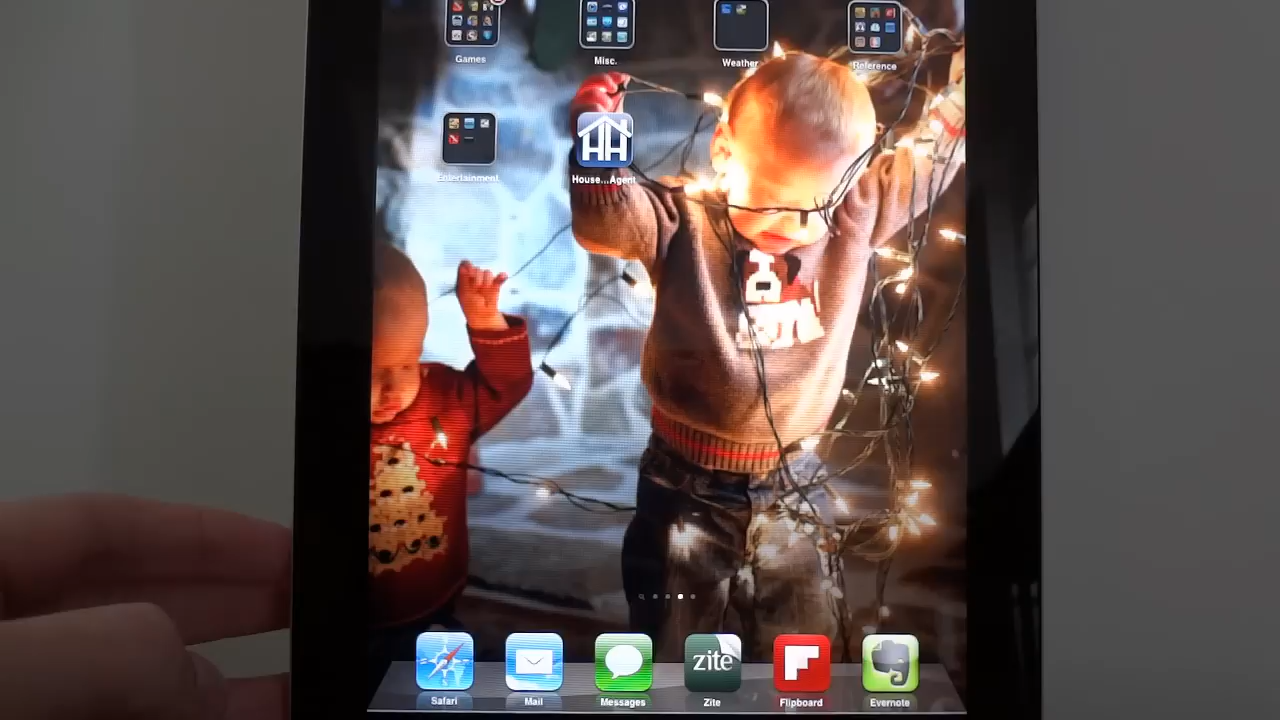 Games
Misc.
Weather
Reference
Entertainment
House...Agent
zite
Safari
Mail
Messages
Zite
Flipboard
Evernote